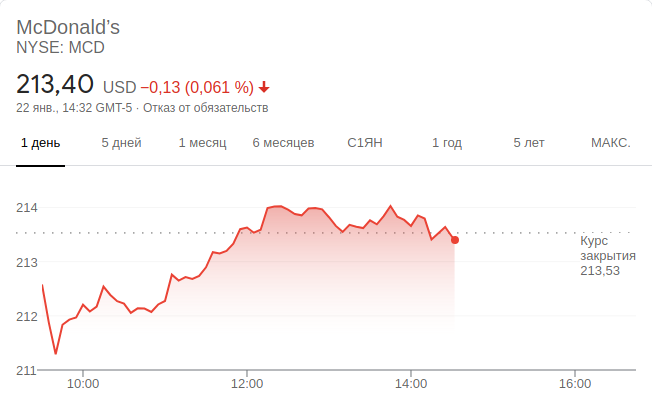 McDonald’s
NYSE: MCD
213,40 USD −0,13 (0,061 %)
22 янв., 14:32 GMT-5 · Отказ от обязательств
1 день 5 дней 1 месяц 6 месяцев С1ЯН 1 год 5 лет МАКС.
214
213
212
211
Курс
закрытия
213,53
10:00 12:00 14:00 16:00